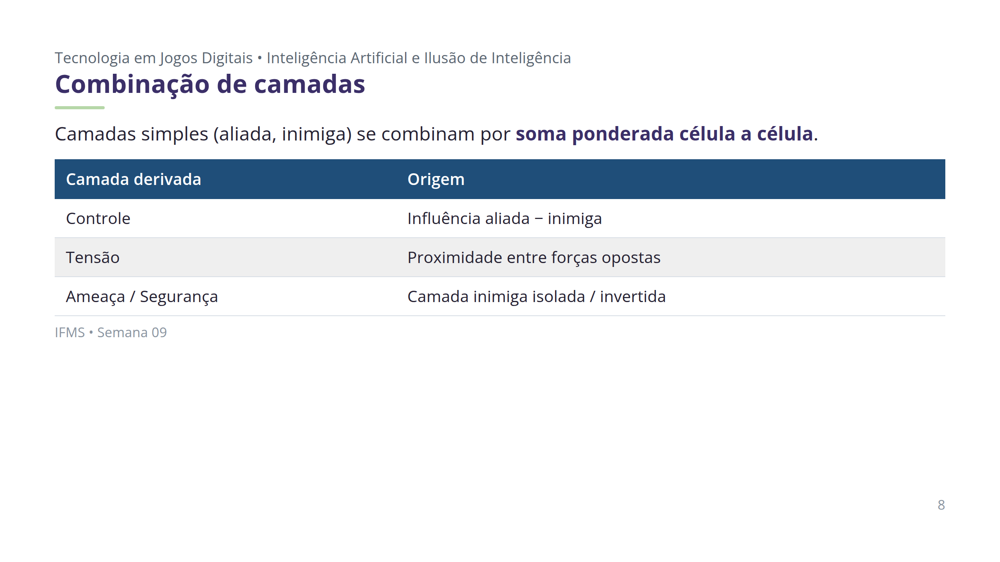 Tecnologia em Jogos Digitais • Inteligência Artificial e Ilusão de Inteligência
Combinação de camadas
Camadas simples (aliada, inimiga) se combinam por soma ponderada célula a célula.
Camada derivada Origem
Controle Influência aliada − inimiga
Tensão Proximidade entre forças opostas
Ameaça / Segurança Camada inimiga isolada / invertida
IFMS • Semana 09
8